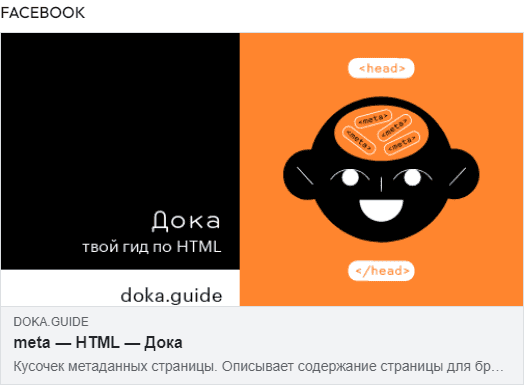 FACEBOOK
Дока
твой гид по HTML
doka.guide
<head>
<meta>
<meta>
<meta>
<meta>
</head>
DOKA.GUIDE
meta — HTML — Дока
Кусочек метаданных страницы. Описывает содержание страницы для бр...